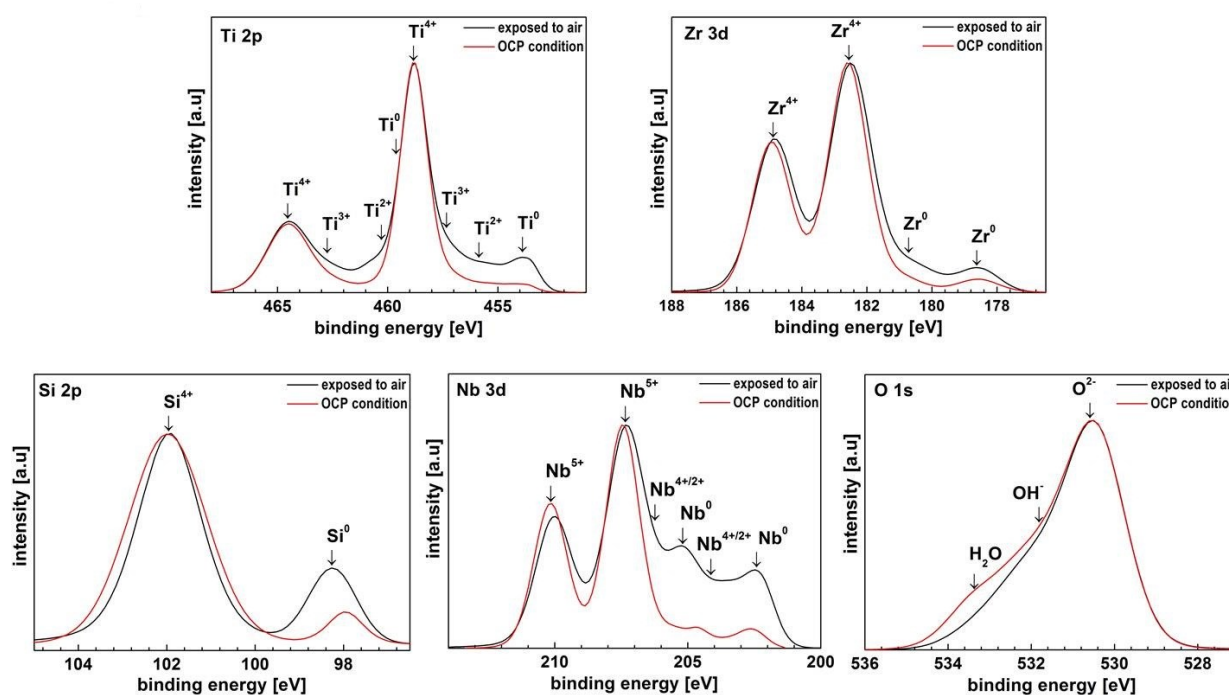 Ti 2p
exposed to air
OCP condition
Ti⁴⁺
Ti⁰
Ti⁴⁺
Ti³⁺
Ti²⁺
Ti³⁺
Ti²⁺
Ti⁰
intensity [a.u]
465 460 455
binding energy [eV]
Zr 3d
exposed to air
OCP condition
Zr⁴⁺
Zr⁴⁺
Zr⁰
Zr⁰
intensity [a.u]
188 186 184 182 180 178
binding energy [eV]
Si 2p
exposed to air
OCP condition
Si⁴⁺
Si⁰
intensity [a.u]
104 102 100 98
binding energy [eV]
Nb 3d
exposed to air
OCP condition
Nb⁵⁺
Nb⁵⁺
Nb⁴⁺/²⁺
Nb⁰
Nb⁴⁺/²⁺
Nb⁰
intensity [a.u]
210 205 200
binding energy [eV]
O 1s
exposed to air
OCP condition
O²⁻
OH⁻
H₂O
intensity [a.u]
536 534 532 530 528
binding energy [eV]